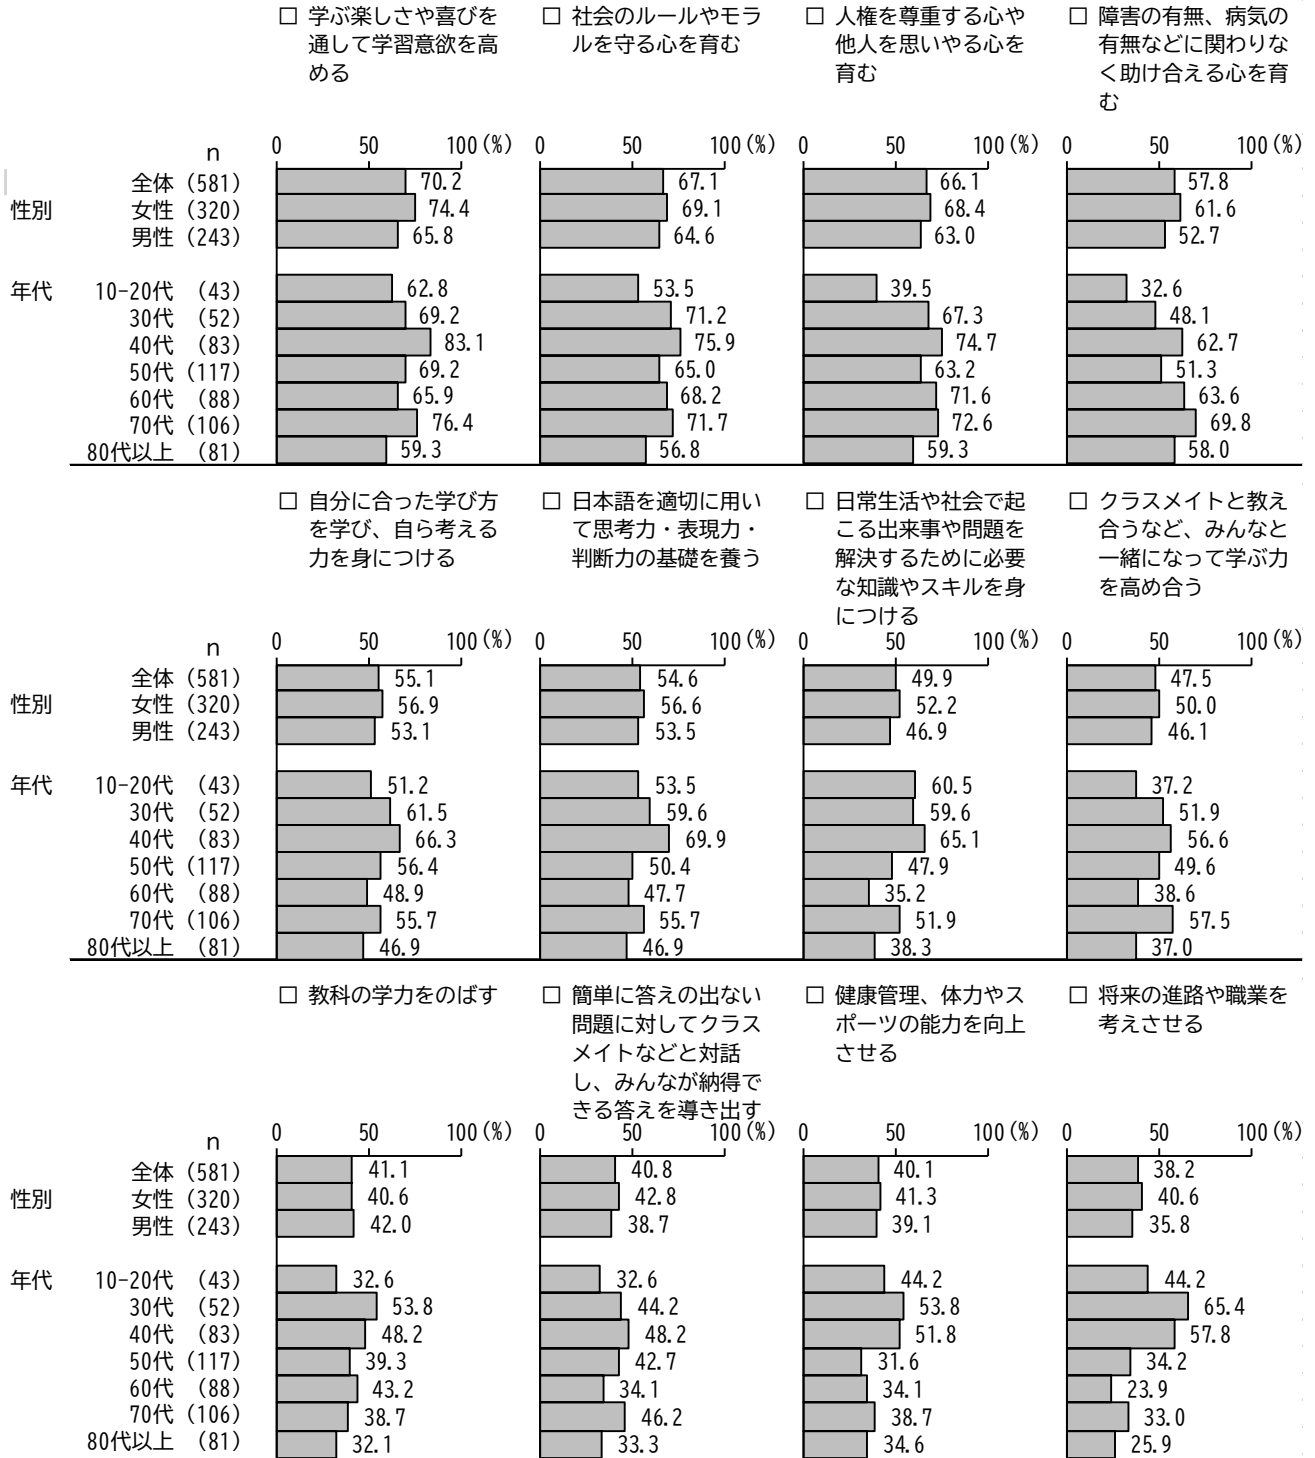 □ 学ぶ楽しさや喜びを通して学習意欲を高める
□ 社会のルールやモラルを守る心を育む
□ 人権を尊重する心や他人を思いやる心を育む
□ 障害の有無、病気の有無などに関わりなく助け合える心を育む
n 0 50 100(%) 0 50 100(%) 0 50 100(%) 0 50 100(%)
全体 (581) 70.2 67.1 66.1 57.8
性別 女性 (320) 74.4 69.1 68.4 61.6
男性 (243) 65.8 64.6 63.0 52.7
年代 10-20代 (43) 62.8 53.5 39.5 32.6
30代 (52) 69.2 71.2 67.3 48.1
40代 (83) 83.1 75.9 74.7 62.7
50代 (117) 69.2 65.0 63.2 51.3
60代 (88) 65.9 68.2 71.6 63.6
70代 (106) 76.4 71.7 72.6 69.8
80代以上 (81) 59.3 56.8 59.3 58.0
□ 自分に合った学び方を学び、自ら考える力を身につける
□ 日本語を適切に用いて思考力・表現力・判断力の基礎を養う
□ 日常生活や社会で起こる出来事や問題を解決するために必要な知識やスキルを身につける
□ クラスメイトと教え合うなど、みんなと一緒になって学ぶ力を高め合う
n 0 50 100(%) 0 50 100(%) 0 50 100(%) 0 50 100(%)
全体 (581) 55.1 54.6 49.9 47.5
性別 女性 (320) 56.9 56.6 52.2 50.0
男性 (243) 53.1 53.5 46.9 46.1
年代 10-20代 (43) 51.2 53.5 60.5 37.2
30代 (52) 61.5 59.6 59.6 51.9
40代 (83) 66.3 69.9 65.1 56.6
50代 (117) 56.4 50.4 47.9 49.6
60代 (88) 48.9 47.7 35.2 38.6
70代 (106) 55.7 55.7 51.9 57.5
80代以上 (81) 46.9 46.9 38.3 37.0
□ 教科の学力をのばす
□ 簡単に答えの出ない問題に対してクラスメイトなどと対話し、みんなが納得できる答えを導き出す
□ 健康管理、体力やスポーツの能力を向上させる
□ 将来の進路や職業を考えさせる
n 0 50 100(%) 0 50 100(%) 0 50 100(%) 0 50 100(%)
全体 (581) 41.1 40.8 40.1 38.2
性別 女性 (320) 40.6 42.8 41.3 40.6
男性 (243) 42.0 38.7 39.1 35.8
年代 10-20代 (43) 32.6 32.6 44.2 44.2
30代 (52) 53.8 44.2 53.8 65.4
40代 (83) 48.2 48.2 51.8 57.8
50代 (117) 39.3 42.7 31.6 34.2
60代 (88) 43.2 34.1 34.1 23.9
70代 (106) 38.7 46.2 38.7 33.0
80代以上 (81) 32.1 33.3 34.6 25.9